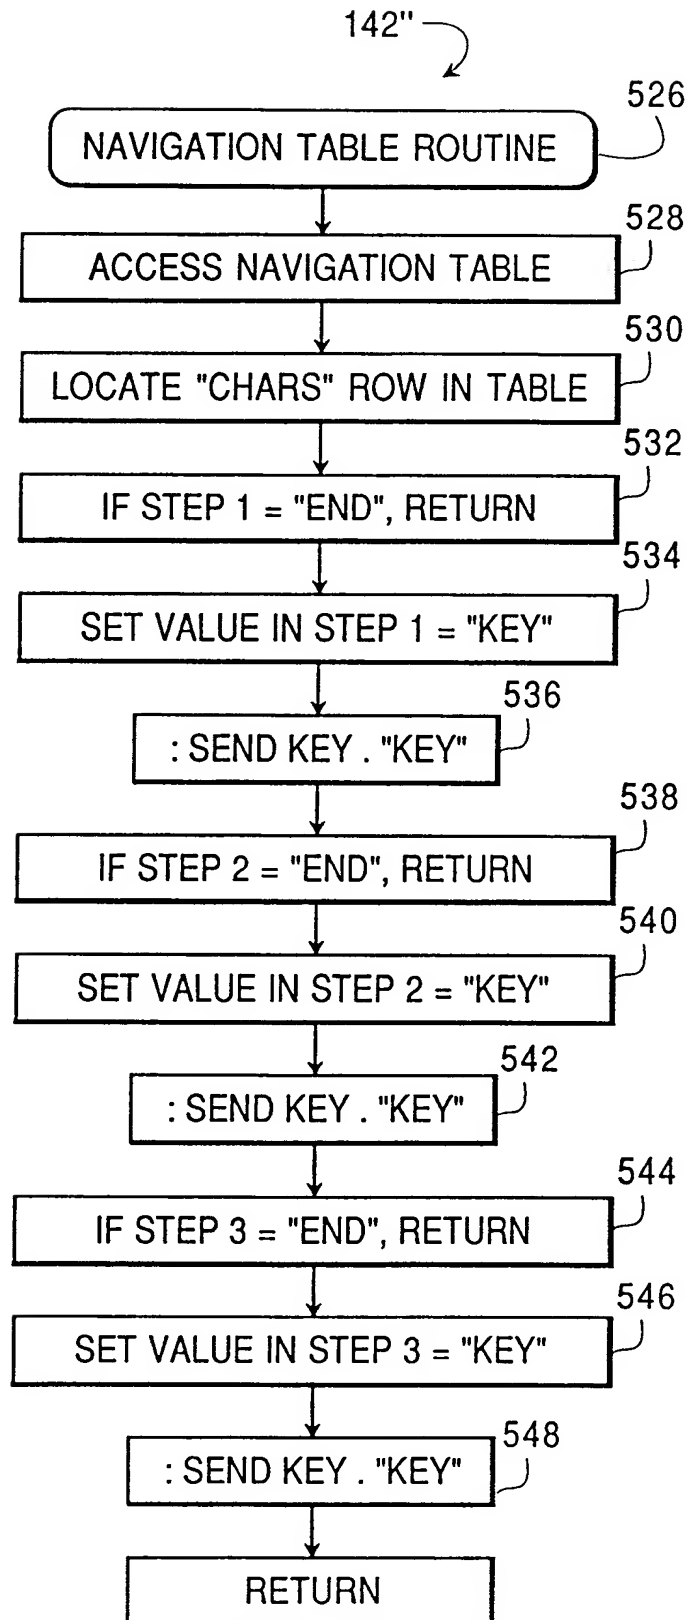 142"
526
NAVIGATION TABLE ROUTINE
528
ACCESS NAVIGATION TABLE
530
LOCATE "CHARS" ROW IN TABLE
532
IF STEP 1 = "END", RETURN
534
SET VALUE IN STEP 1 = "KEY"
536
: SEND KEY . "KEY"
538
IF STEP 2 = "END", RETURN
540
SET VALUE IN STEP 2 = "KEY"
542
: SEND KEY . "KEY"
544
IF STEP 3 = "END", RETURN
546
SET VALUE IN STEP 3 = "KEY"
548
: SEND KEY . "KEY"
RETURN